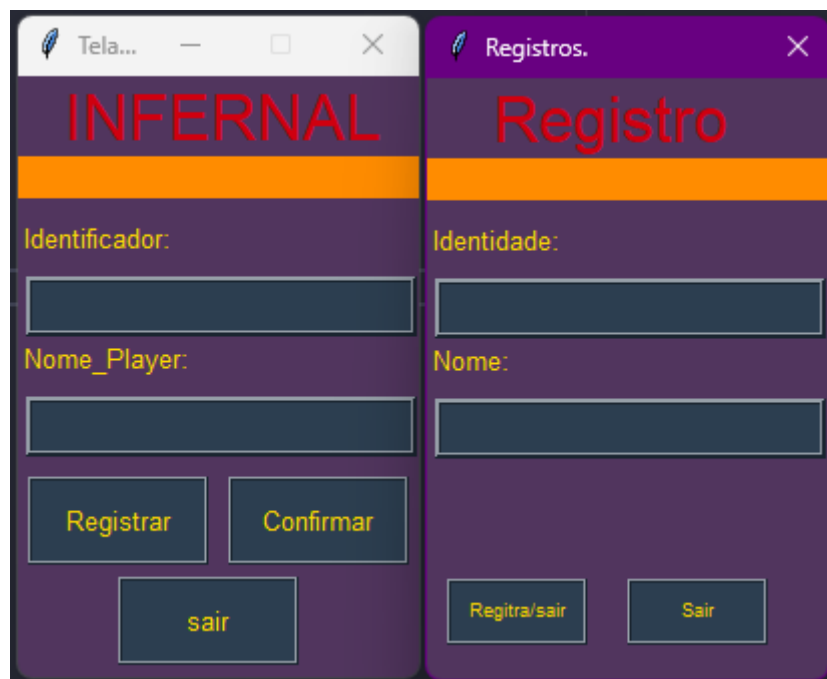 Tela...
INFERNAL
Identificador:
Nome_Player:
Registrar Confirmar
sair
Registros.
Registro
Identidade:
Nome:
Regitra/sair Sair